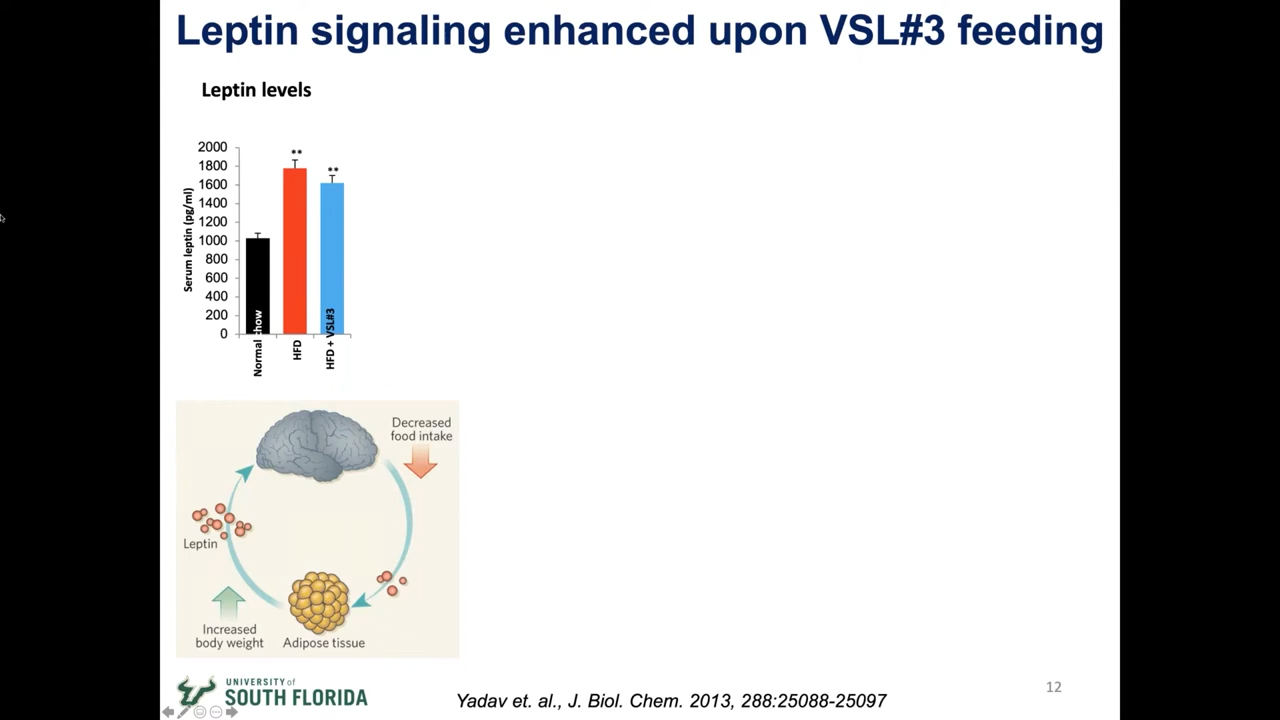 Leptin signaling enhanced upon VSL#3 feeding
Leptin levels
2000
1800
1600
1400
1200
1000
800
600
400
200
0
Serum leptin (pg/ml)
**
**
Normal chow
HFD
HFD + VSL#3
Decreased
food intake
Leptin
Increased
body weight
Adipose tissue
UNIVERSITY of
SOUTH FLORIDA
Yadav et. al., J. Biol. Chem. 2013, 288:25088-25097
12